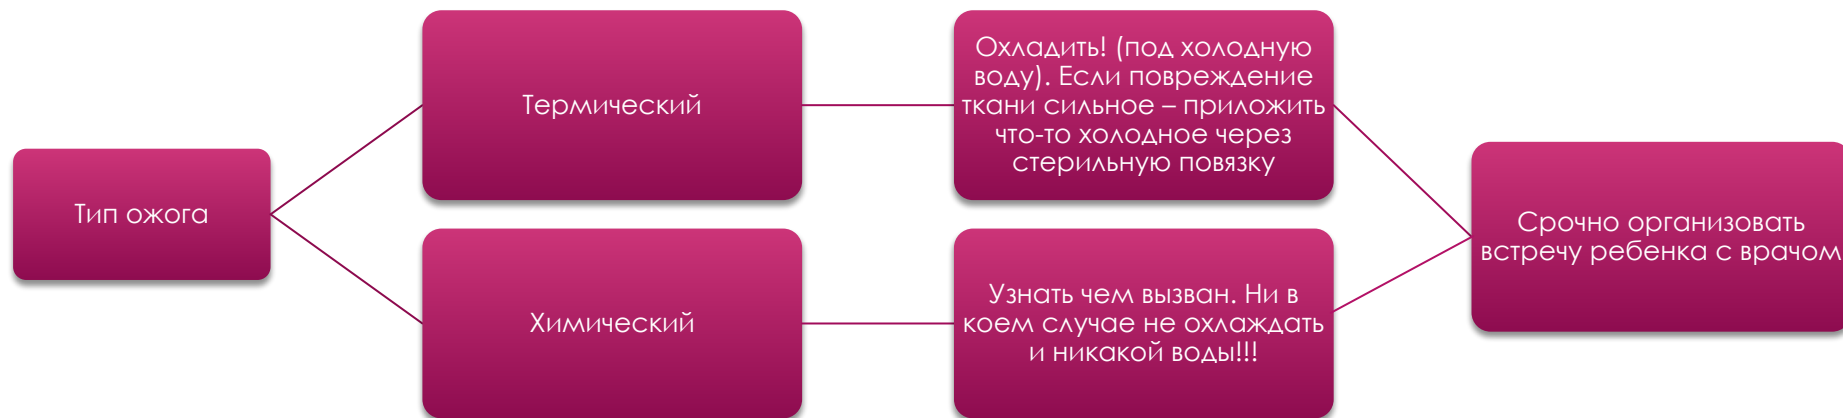 Тип ожога
Термический
Охладить! (под холодную
воду). Если повреждение
ткани сильное – приложить
что-то холодное через
стерильную повязку
Химический
Узнать чем вызван. Ни в
коем случае не охлаждать
и никакой воды!!!
Срочно организовать
встречу ребенка с врачом